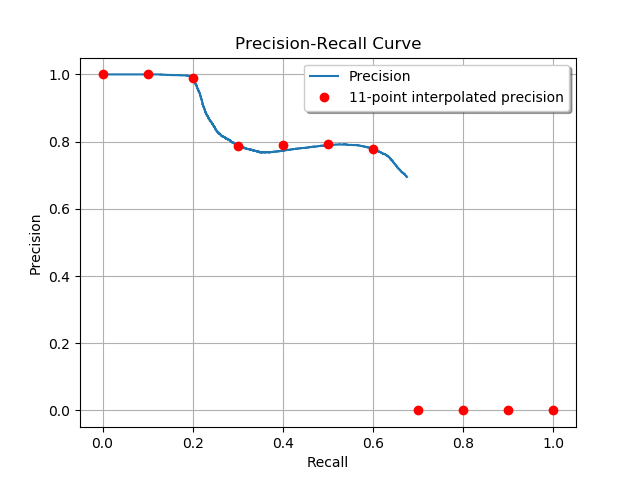 Precision-Recall Curve
Precision
11-point interpolated precision
1.0
0.8
0.6
0.4
0.2
0.0
Precision
0.0 0.2 0.4 0.6 0.8 1.0
Recall